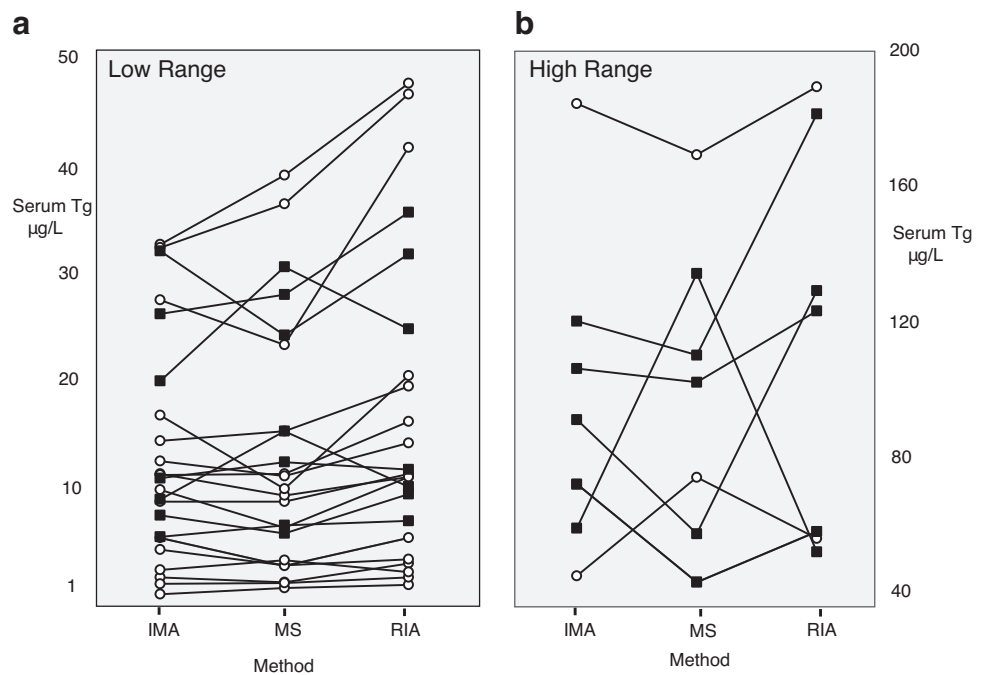 a
Low Range
50
40
Serum Tg
µg/L
30
20
10
1
IMA
MS
RIA
Method
b
High Range
200
160
Serum Tg
µg/L
120
80
40
IMA
MS
RIA
Method